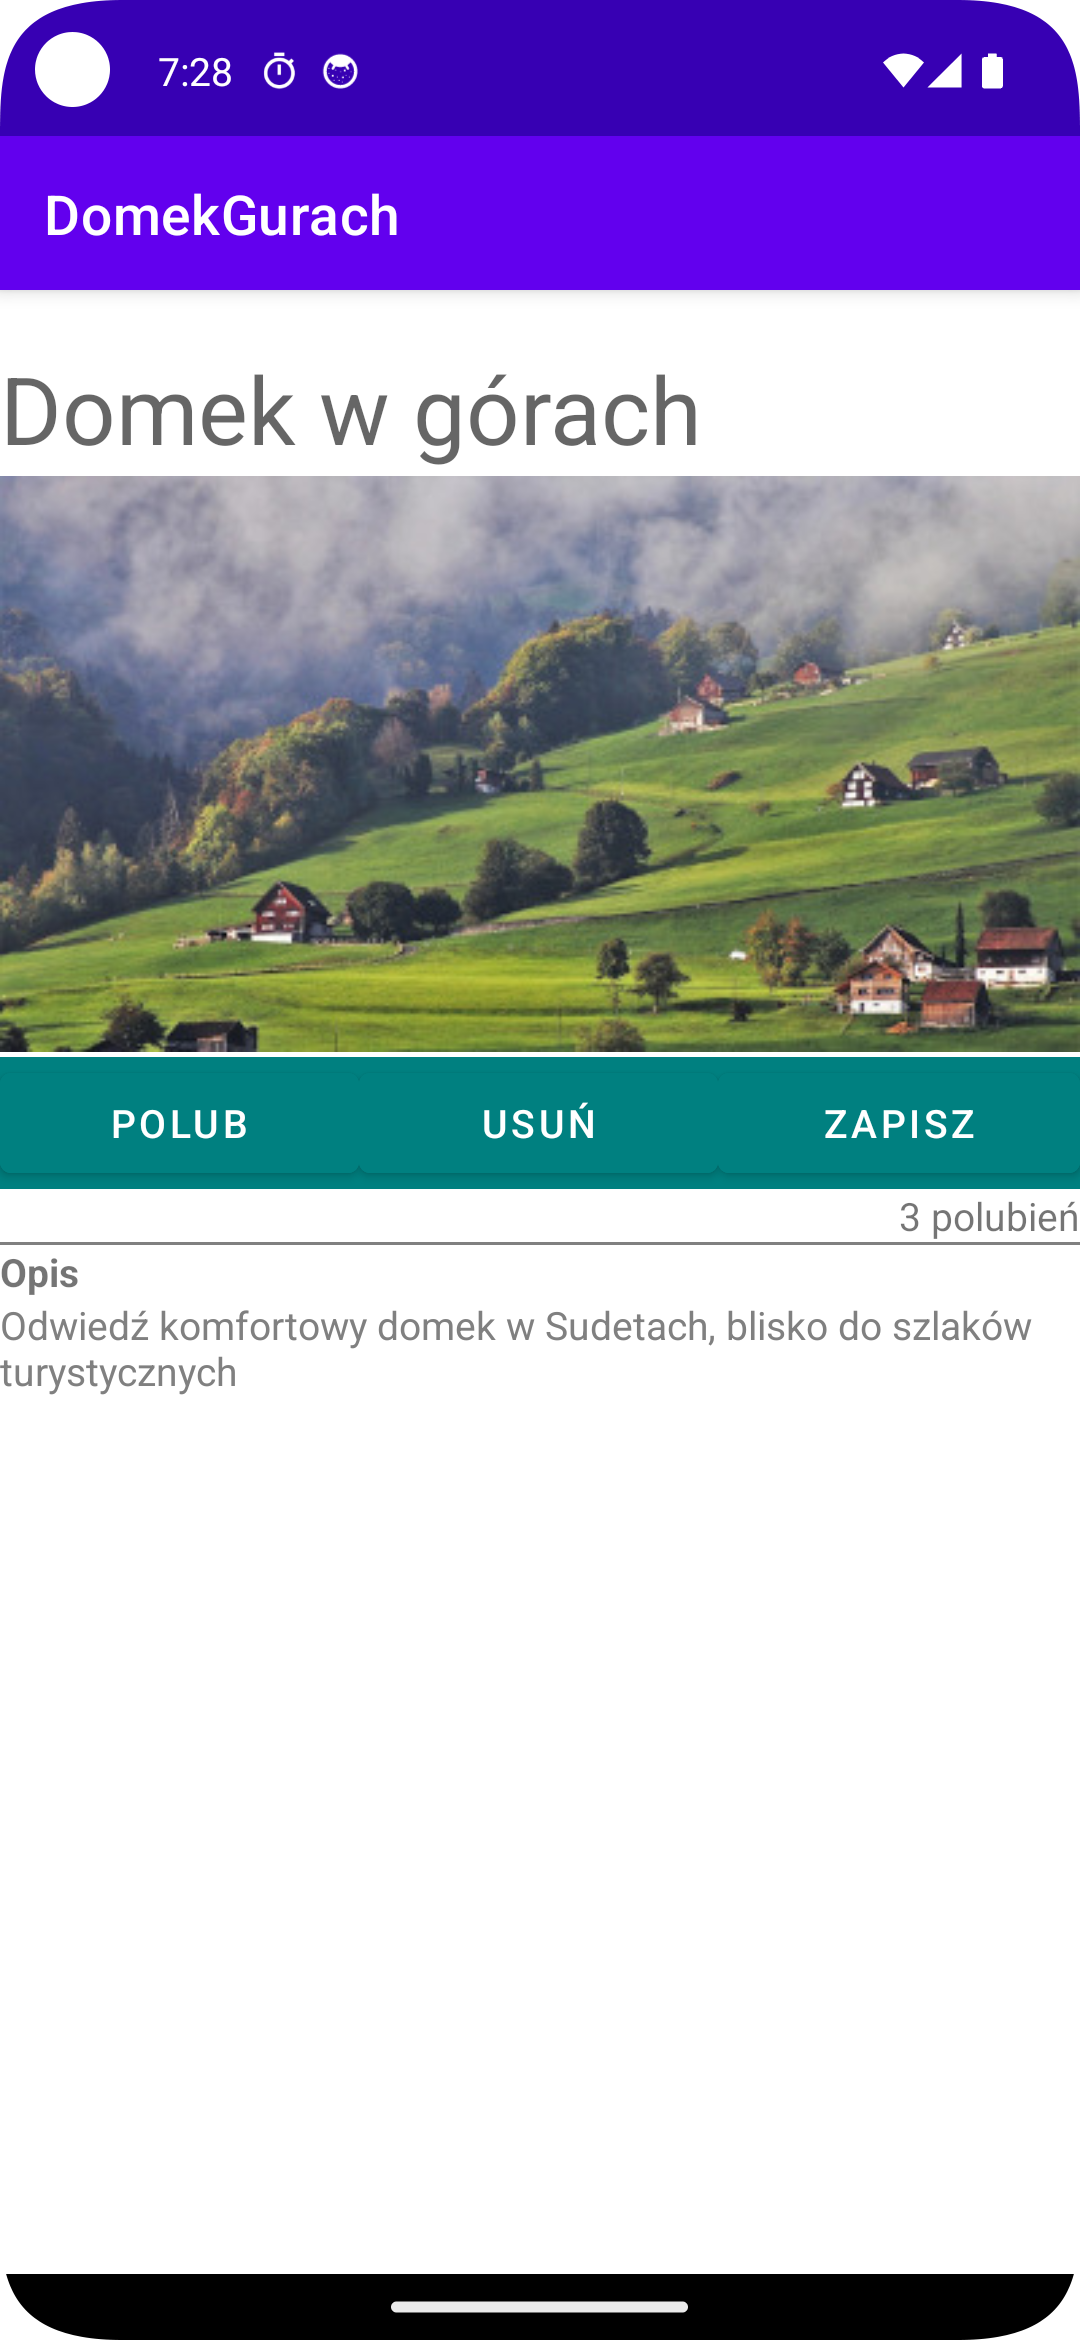 7:28
DomekGurach
Domek w górach
POLUB
USUŃ
ZAPISZ
3 polubień
Opis
Odwiedź komfortowy domek w Sudetach, blisko do szlaków
turystycznych